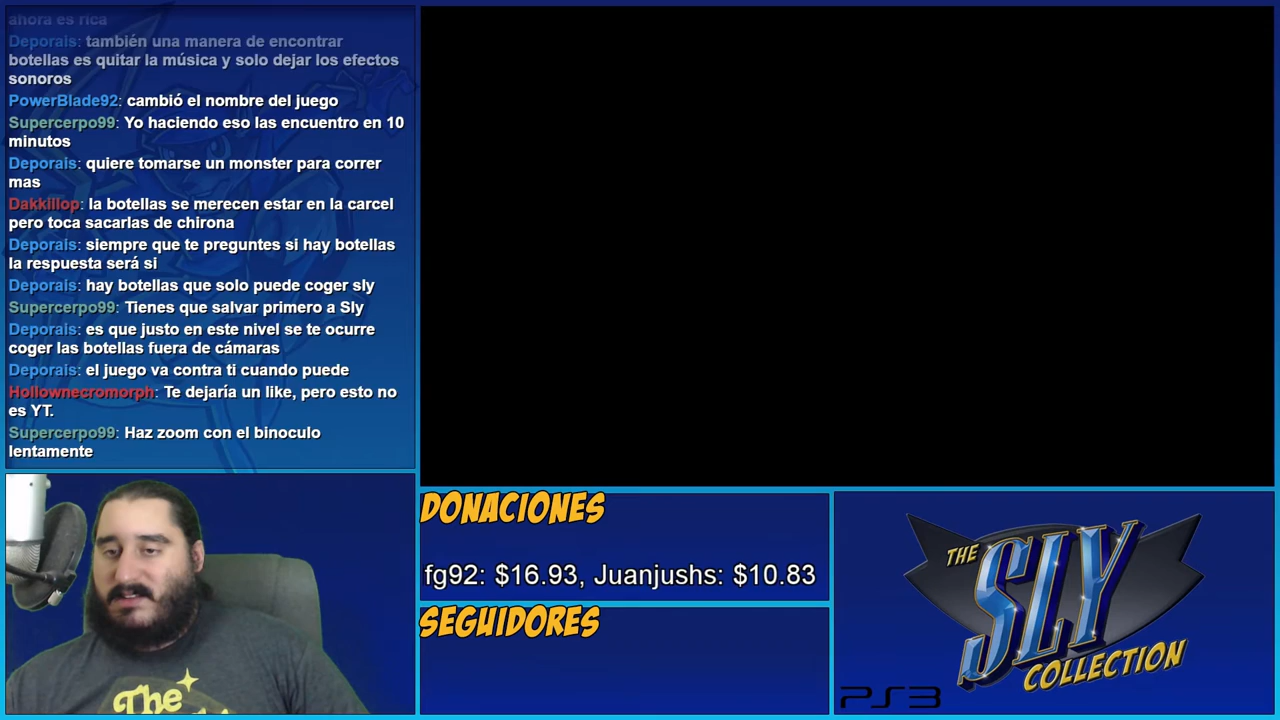 ahora es rica
Deporais: también una manera de encontrar
botellas es quitar la música y solo dejar los efectos
sonoros
PowerBlade92: cambió el nombre del juego
Supercerpo99: Yo haciendo eso las encuentro en 10
minutos
Deporais: quiere tomarse un monster para correr
mas
Dakkillop: la botellas se merecen estar en la carcel
pero toca sacarlas de chirona
Deporais: siempre que te preguntes si hay botellas
la respuesta será si
Deporais: hay botellas que solo puede coger sly
Supercerpo99: Tienes que salvar primero a Sly
Deporais: es que justo en este nivel se te ocurre
coger las botellas fuera de cámaras
Deporais: el juego va contra ti cuando puede
Hollownecromorph: Te dejaría un like, pero esto no
es YT.
Supercerpo99: Haz zoom con el binoculo
lentamente
DONACIONES
fg92: $16.93, Juanjushs: $10.83
SEGUIDORES
THE
SLY
COLLECTION
PS3
The